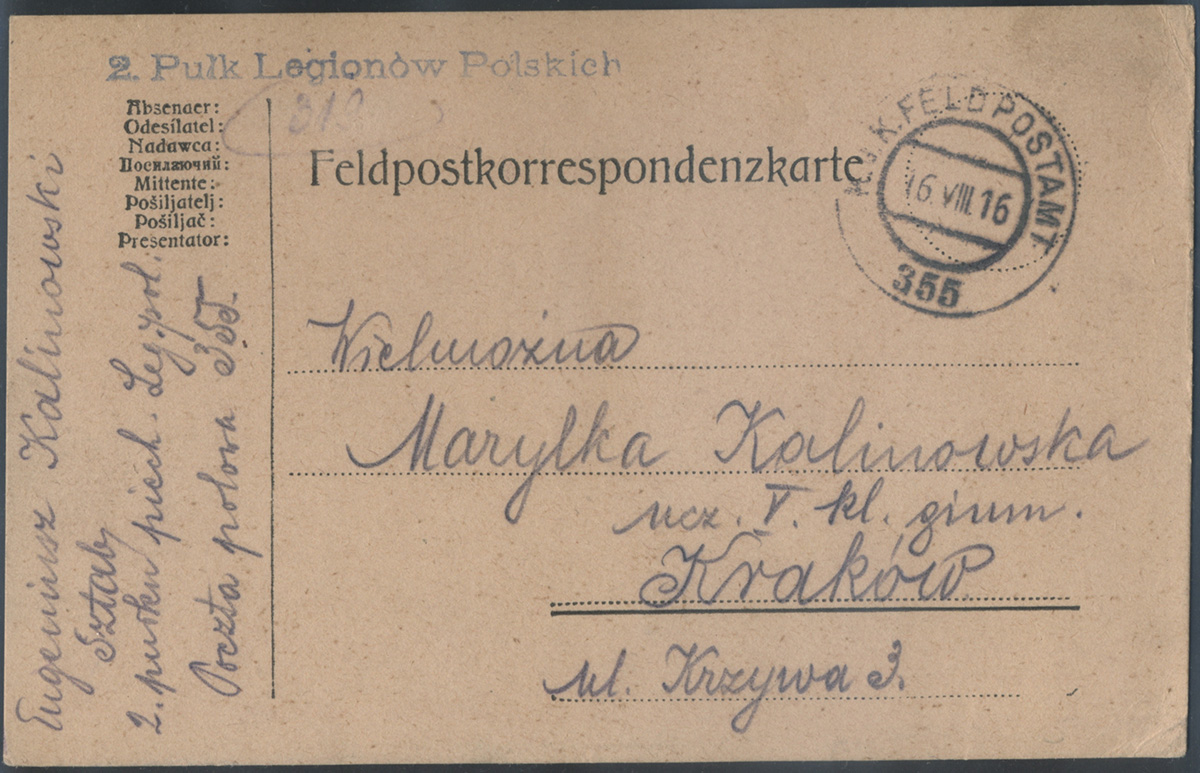 2. Pułk Legionów Polskich
319
Absender:
Odesílatel:
Nadawca:
Посилаючий:
Mittente:
Pošiljatelj:
Pošiljač:
Presentator:
Feldpostkorrespondenzkarte.
K.u.K. FELDPOSTAMT
16 VIII. 16
355
Eugeniusz Kalinowski
Sztab
2. pułku piech. Leg. pol.
Poczta polowa 355.
Wielmożna
Marylka Kalinowska
ucz. V. kl. gimn.
Kraków
ul. Krzywa 3.